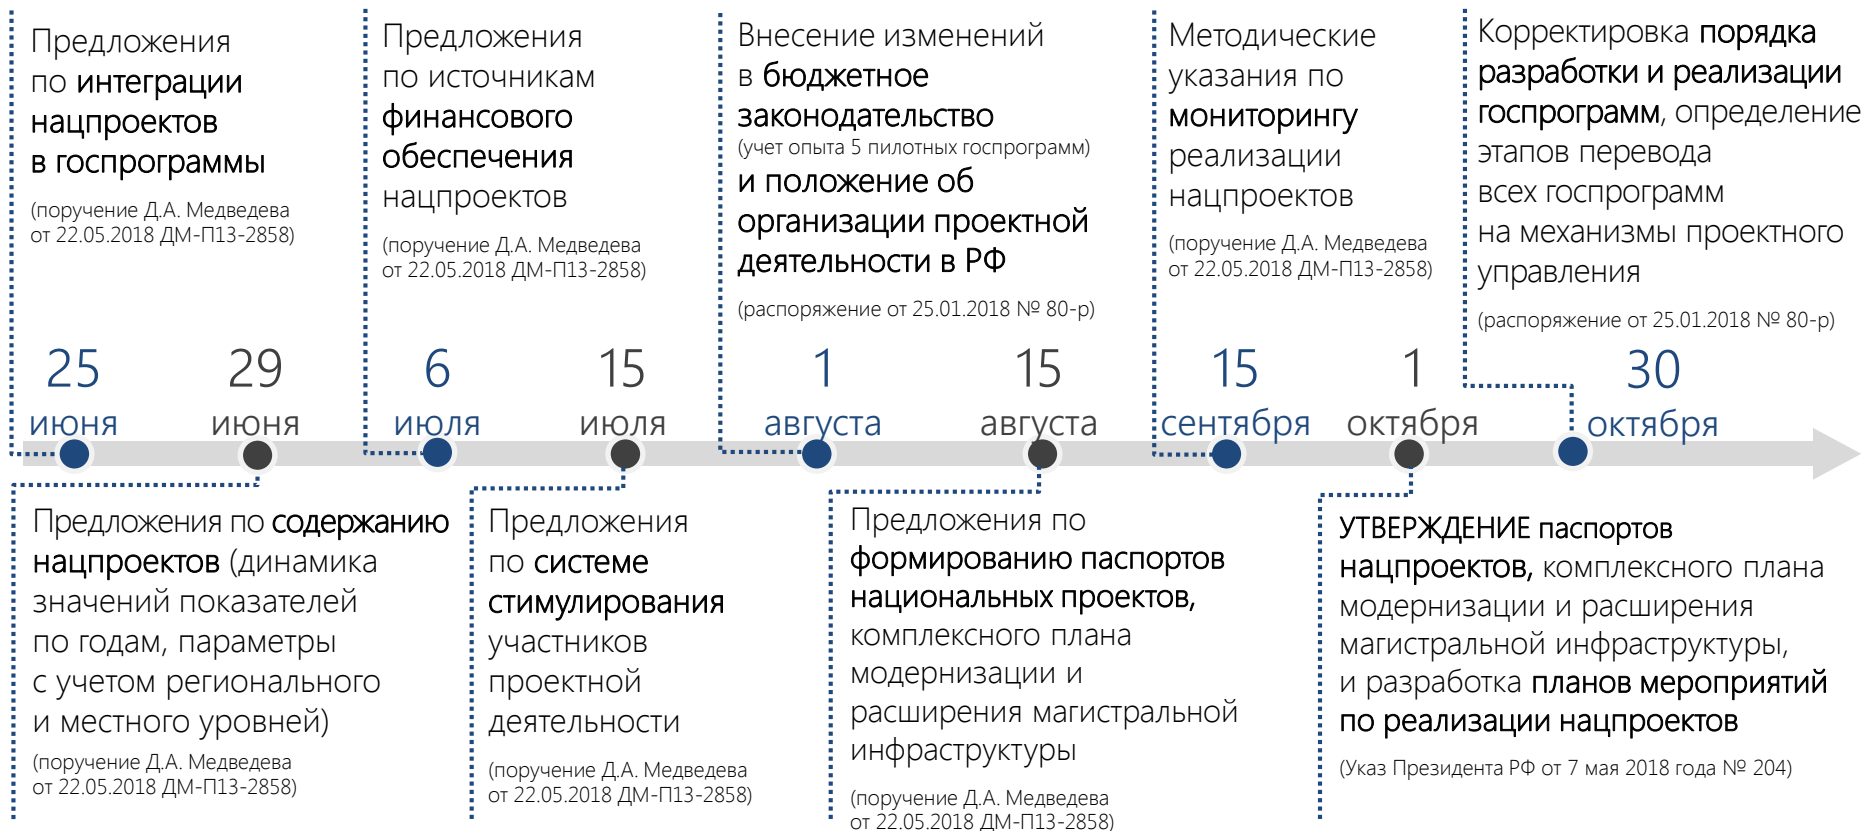 Предложения
по интеграции
нацпроектов
в госпрограммы
(поручение Д.А. Медведева
от 22.05.2018 ДМ-П13-2858)
Предложения
по источникам
финансового
обеспечения
нацпроектов
(поручение Д.А. Медведева
от 22.05.2018 ДМ-П13-2858)
Внесение изменений
в бюджетное
законодательство
(учет опыта 5 пилотных госпрограмм)
и положение об
организации проектной
деятельности в РФ
(распоряжение от 25.01.2018 № 80-р)
Методические
указания по
мониторингу
реализации
нацпроектов
(поручение Д.А. Медведева
от 22.05.2018 ДМ-П13-2858)
Корректировка порядка
разработки и реализации
госпрограмм, определение
этапов перевода
всех госпрограмм
на механизмы проектного
управления
(распоряжение от 25.01.2018 № 80-р)
25
июня
29
июня
6
июля
15
июля
1
августа
15
августа
15
сентября
1
октября
30
октября
Предложения по содержанию
нацпроектов (динамика
значений показателей
по годам, параметры
с учетом регионального
и местного уровней)
(поручение Д.А. Медведева
от 22.05.2018 ДМ-П13-2858)
Предложения
по системе
стимулирования
участников
проектной
деятельности
(поручение Д.А. Медведева
от 22.05.2018 ДМ-П13-2858)
Предложения по
формированию паспортов
национальных проектов,
комплексного плана
модернизации и
расширения магистральной
инфраструктуры
(поручение Д.А. Медведева
от 22.05.2018 ДМ-П13-2858)
УТВЕРЖДЕНИЕ паспортов
нацпроектов, комплексного плана
модернизации и расширения
магистральной инфраструктуры,
и разработка планов мероприятий
по реализации нацпроектов
(Указ Президента РФ от 7 мая 2018 года № 204)